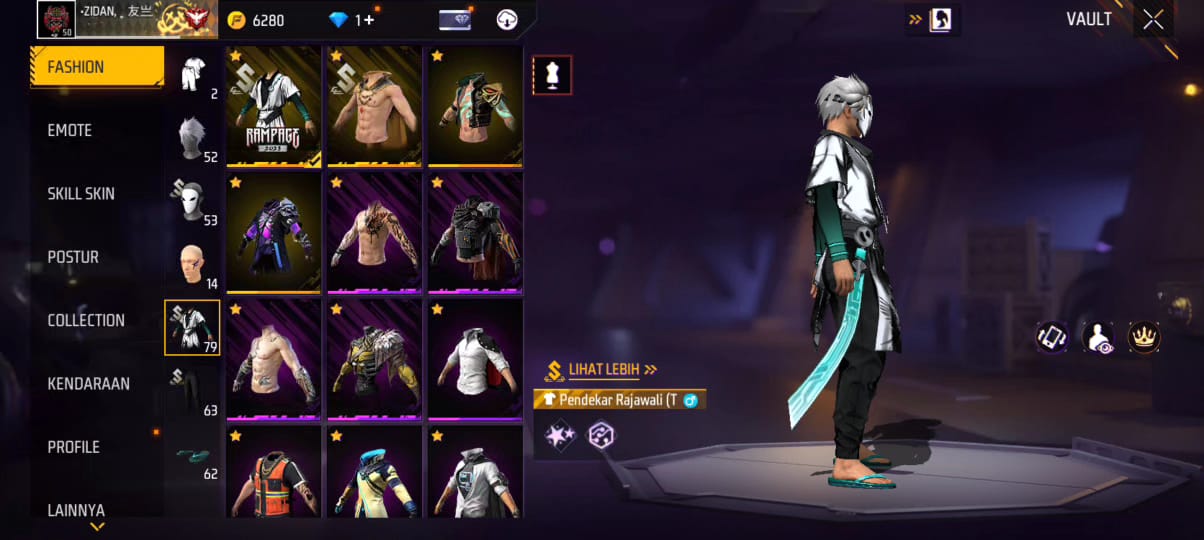 -ZIDAN, 友亗
50
6280
1+
VAULT
FASHION
EMOTE
SKILL SKIN
POSTUR
COLLECTION
KENDARAAN
PROFILE
LAINNYA
2
52
53
14
79
63
62
RAMPAGE
2023
LIHAT LEBIH >>
Pendekar Rajawali (T